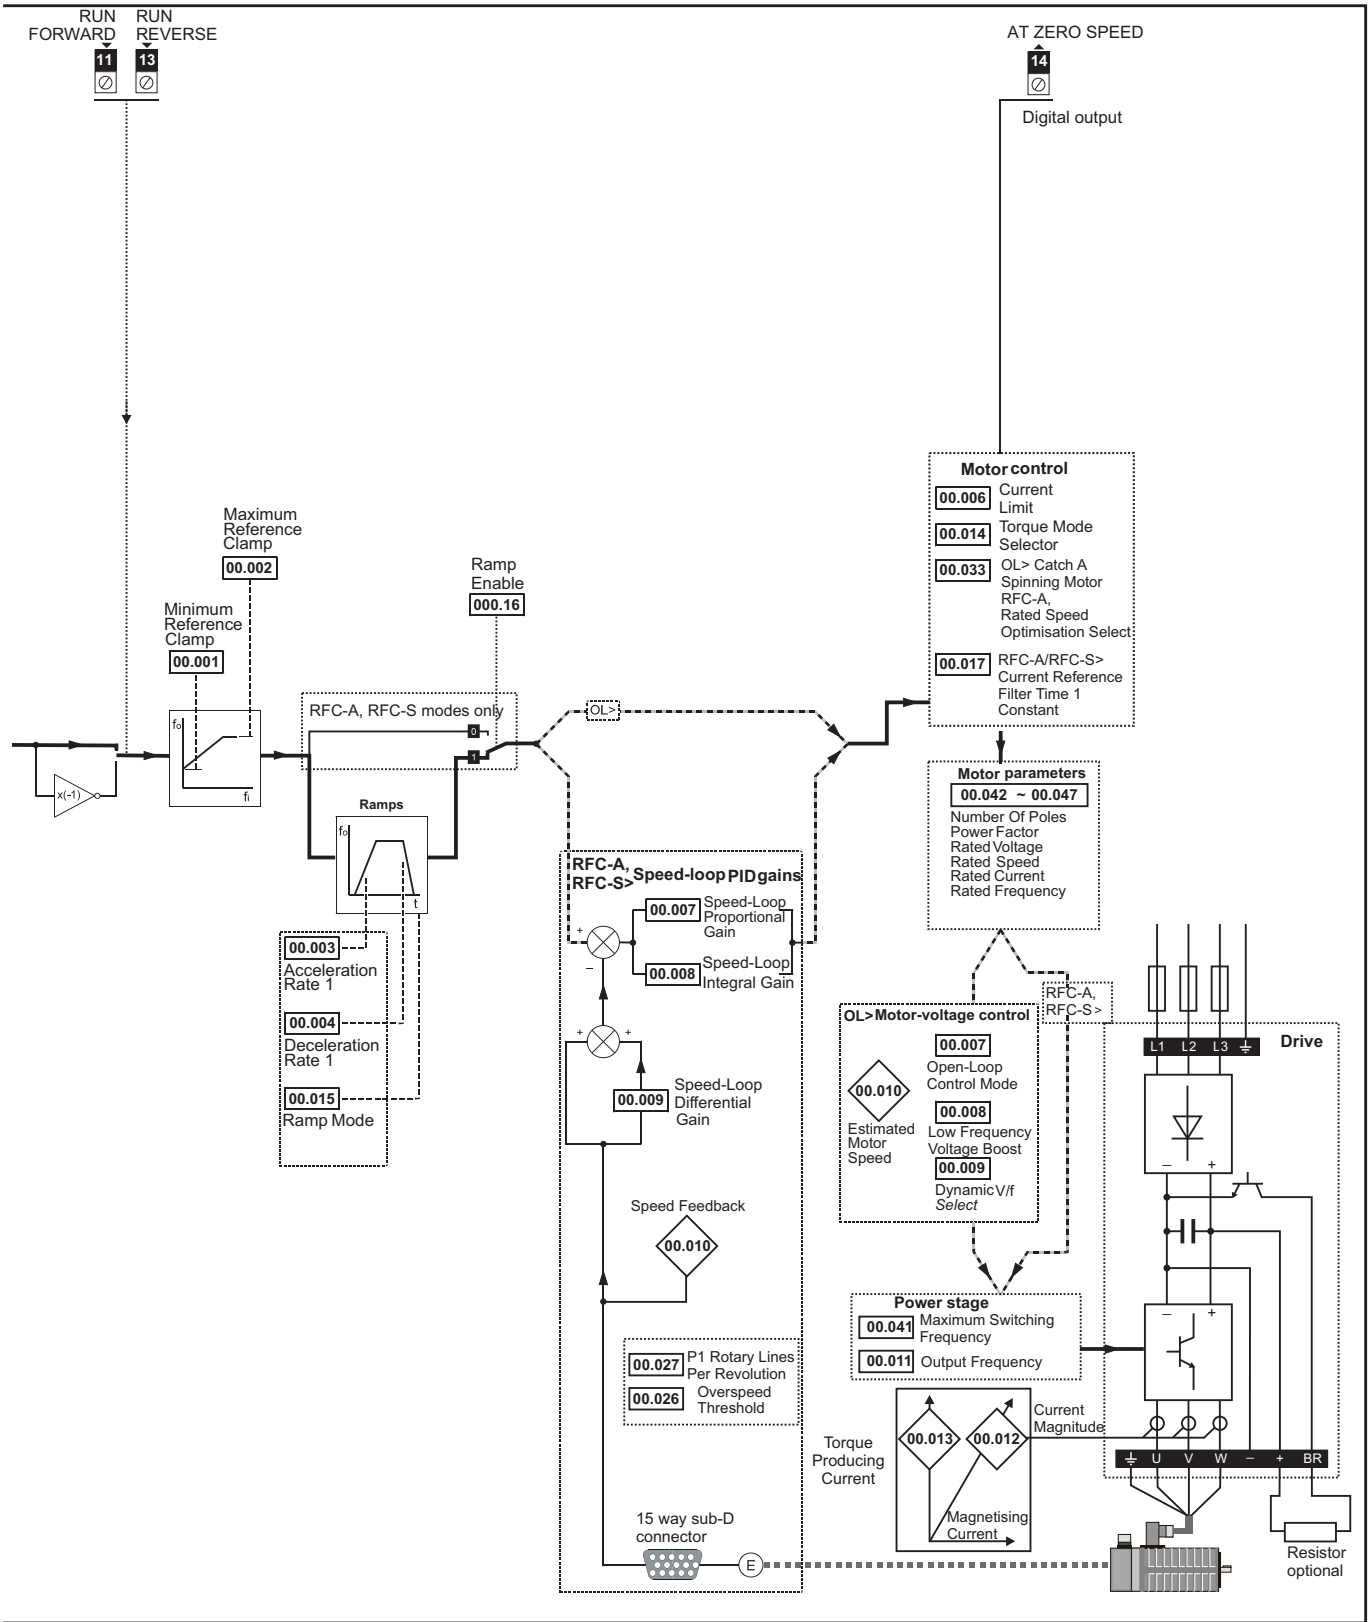 RUN
FORWARD
RUN
REVERSE
11
13
AT ZERO SPEED
14
Digital output
Maximum
Reference
Clamp
00.002
Minimum
Reference
Clamp
00.001
Ramp
Enable
000.16
Motor control
00.006
Current
Limit
00.014
Torque Mode
Selector
00.033
OL> Catch A
Spinning Motor
RFC-A,
Rated Speed
Optimisation Select
00.017
RFC-A/RFC-S>
Current Reference
Filter Time 1
Constant
x(-1)
fo
fi
RFC-A, RFC-S modes only
0
1
OL>
Ramps
fo
t
00.003
Acceleration
Rate 1
00.004
Deceleration
Rate 1
00.015
Ramp Mode
Motor parameters
00.042 ~ 00.047
Number Of Poles
Power Factor
Rated Voltage
Rated Speed
Rated Current
Rated Frequency
RFC-A,
RFC-S>
Speed-loop PID gains
+
–
00.007
Speed-Loop
Proportional
Gain
00.008
Speed-Loop
Integral Gain
+
+
00.009
Speed-Loop
Differential
Gain
Speed Feedback
00.010
00.027
P1 Rotary Lines
Per Revolution
00.026
Overspeed
Threshold
15 way sub-D
connector
E
RFC-A,
RFC-S >
OL> Motor-voltage control
00.010
Estimated
Motor
Speed
00.007
Open-Loop
Control Mode
00.008
Low Frequency
Voltage Boost
00.009
Dynamic V/f
Select
Power stage
00.041
Maximum Switching
Frequency
00.011
Output Frequency
Torque
Producing
Current
00.013
00.012
Magnetising
Current
Current
Magnitude
Drive
L1 L2 L3
– +
– +
U V W – + BR
Resistor
optional